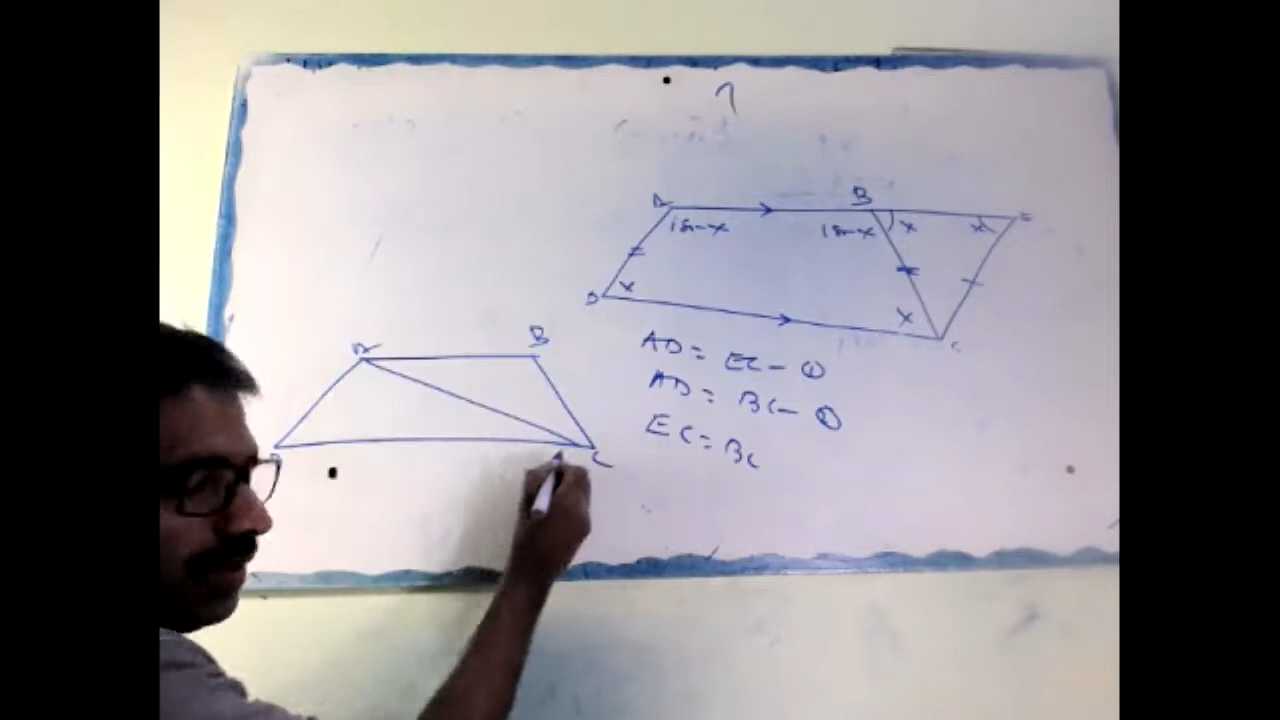 B
180-x
180-x
x
x
x
x
D
C
AD = EC - ①
AD = BC - ②
EC = BC
A
B
C